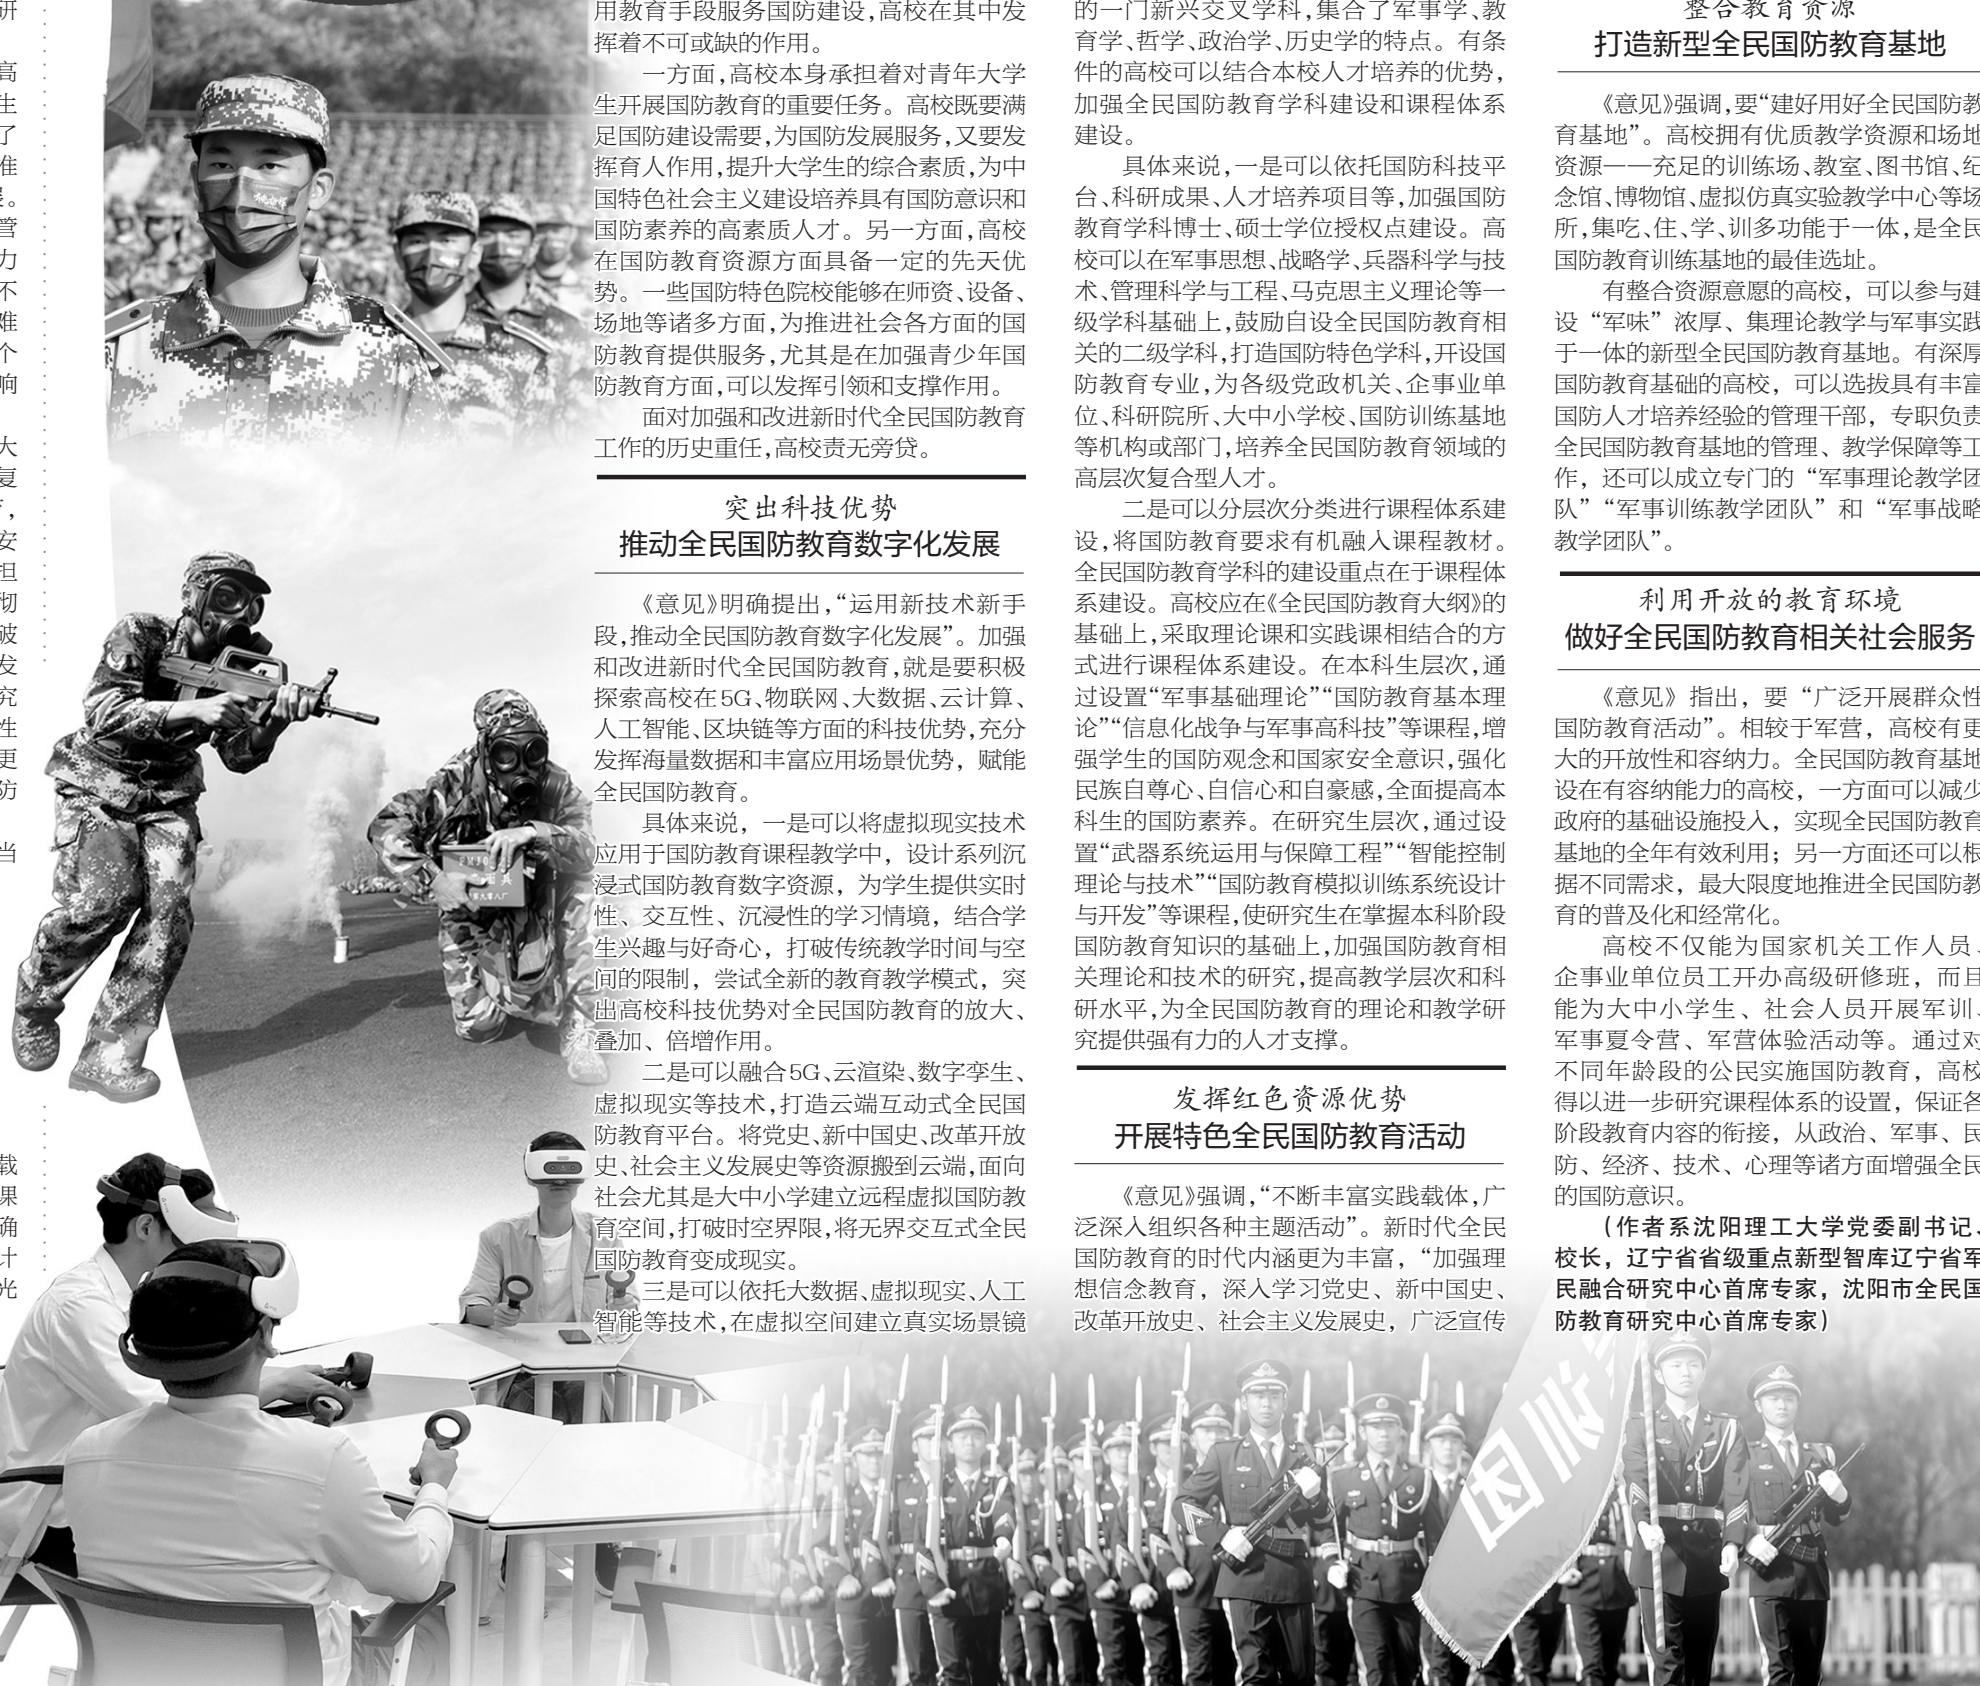 研
高
生
了
准
管
力
不
难
个
响
大
复
安
担
彻
破
发
究
性
更
防
当
载
课
确
计
光
用教育手段服务国防建设,高校在其中发
挥着不可或缺的作用。
一方面,高校本身承担着对青年大学
生开展国防教育的重要任务。高校既要满
足国防建设需要,为国防发展服务,又要发
挥育人作用,提升大学生的综合素质,为中
国特色社会主义建设培养具有国防意识和
国防素养的高素质人才。另一方面,高校
在国防教育资源方面具备一定的先天优
势。一些国防特色院校能够在师资、设备、
场地等诸多方面,为推进社会各方面的国
防教育提供服务,尤其是在加强青少年国
防教育方面,可以发挥引领和支撑作用。
面对加强和改进新时代全民国防教育
工作的历史重任,高校责无旁贷。
突出科技优势
推动全民国防教育数字化发展
《意见》明确提出,“运用新技术新手
段,推动全民国防教育数字化发展”。加强
和改进新时代全民国防教育,就是要积极
探索高校在5G、物联网、大数据、云计算、
人工智能、区块链等方面的科技优势,充分
发挥海量数据和丰富应用场景优势，赋能
全民国防教育。
具体来说，一是可以将虚拟现实技术
应用于国防教育课程教学中，设计系列沉
浸式国防教育数字资源，为学生提供实时
性、交互性、沉浸性的学习情境，结合学
生兴趣与好奇心，打破传统教学时间与空
间的限制，尝试全新的教育教学模式，突
出高校科技优势对全民国防教育的放大、
叠加、倍增作用。
二是可以融合5G、云渲染、数字孪生、
虚拟现实等技术,打造云端互动式全民国
防教育平台。将党史、新中国史、改革开放
史、社会主义发展史等资源搬到云端,面向
社会尤其是大中小学建立远程虚拟国防教
育空间,打破时空界限,将无界交互式全民
国防教育变成现实。
三是可以依托大数据、虚拟现实、人工
智能等技术,在虚拟空间建立真实场景镜
的一门新兴交叉学科,集合了军事学、教
育学、哲学、政治学、历史学的特点。有条
件的高校可以结合本校人才培养的优势,
加强全民国防教育学科建设和课程体系
建设。
具体来说,一是可以依托国防科技平
台、科研成果、人才培养项目等,加强国防
教育学科博士、硕士学位授权点建设。高
校可以在军事思想、战略学、兵器科学与技
术、管理科学与工程、马克思主义理论等一
级学科基础上,鼓励自设全民国防教育相
关的二级学科,打造国防特色学科,开设国
防教育专业,为各级党政机关、企事业单
位、科研院所、大中小学校、国防训练基地
等机构或部门,培养全民国防教育领域的
高层次复合型人才。
二是可以分层次分类进行课程体系建
设,将国防教育要求有机融入课程教材。
全民国防教育学科的建设重点在于课程体
系建设。高校应在《全民国防教育大纲》的
基础上,采取理论课和实践课相结合的方
式进行课程体系建设。在本科生层次,通
过设置“军事基础理论”“国防教育基本理
论”“信息化战争与军事高科技”等课程,增
强学生的国防观念和国家安全意识,强化
民族自尊心、自信心和自豪感,全面提高本
科生的国防素养。在研究生层次,通过设
置“武器系统运用与保障工程”“智能控制
理论与技术”“国防教育模拟训练系统设计
与开发”等课程,使研究生在掌握本科阶段
国防教育知识的基础上,加强国防教育相
关理论和技术的研究,提高教学层次和科
研水平,为全民国防教育的理论和教学研
究提供强有力的人才支撑。
发挥红色资源优势
开展特色全民国防教育活动
《意见》强调,“不断丰富实践载体,广
泛深入组织各种主题活动”。新时代全民
国防教育的时代内涵更为丰富，“加强理
想信念教育，深入学习党史、新中国史、
改革开放史、社会主义发展史，广泛宣传
整合教育资源
打造新型全民国防教育基地
《意见》强调,要“建好用好全民国防教
育基地”。高校拥有优质教学资源和场地
资源——充足的训练场、教室、图书馆、纪
念馆、博物馆、虚拟仿真实验教学中心等场
所,集吃、住、学、训多功能于一体,是全民
国防教育训练基地的最佳选址。
有整合资源意愿的高校，可以参与建
设“军味”浓厚、集理论教学与军事实践
于一体的新型全民国防教育基地。有深厚
国防教育基础的高校，可以选拔具有丰富
国防人才培养经验的管理干部，专职负责
全民国防教育基地的管理、教学保障等工
作，还可以成立专门的“军事理论教学团
队”“军事训练教学团队”和“军事战略
教学团队”。
利用开放的教育环境
做好全民国防教育相关社会服务
《意见》指出，要“广泛开展群众性
国防教育活动”。相较于军营，高校有更
大的开放性和容纳力。全民国防教育基地
设在有容纳能力的高校，一方面可以减少
政府的基础设施投入，实现全民国防教育
基地的全年有效利用；另一方面还可以根
据不同需求，最大限度地推进全民国防教
育的普及化和经常化。
高校不仅能为国家机关工作人员、
企事业单位员工开办高级研修班，而且
能为大中小学生、社会人员开展军训、
军事夏令营、军营体验活动等。通过对
不同年龄段的公民实施国防教育，高校
得以进一步研究课程体系的设置，保证各
阶段教育内容的衔接，从政治、军事、民
防、经济、技术、心理等诸方面增强全民
的国防意识。
（作者系沈阳理工大学党委副书记、
校长，辽宁省省级重点新型智库辽宁省军
民融合研究中心首席专家，沈阳市全民国
防教育研究中心首席专家）